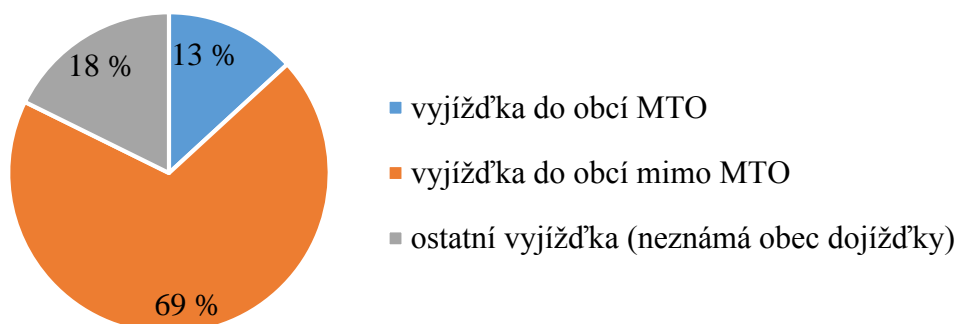 18 %
13 %
69 %
vyjížďka do obcí MTO
vyjížďka do obcí mimo MTO
ostatní vyjížďka (neznámá obec dojížďky)